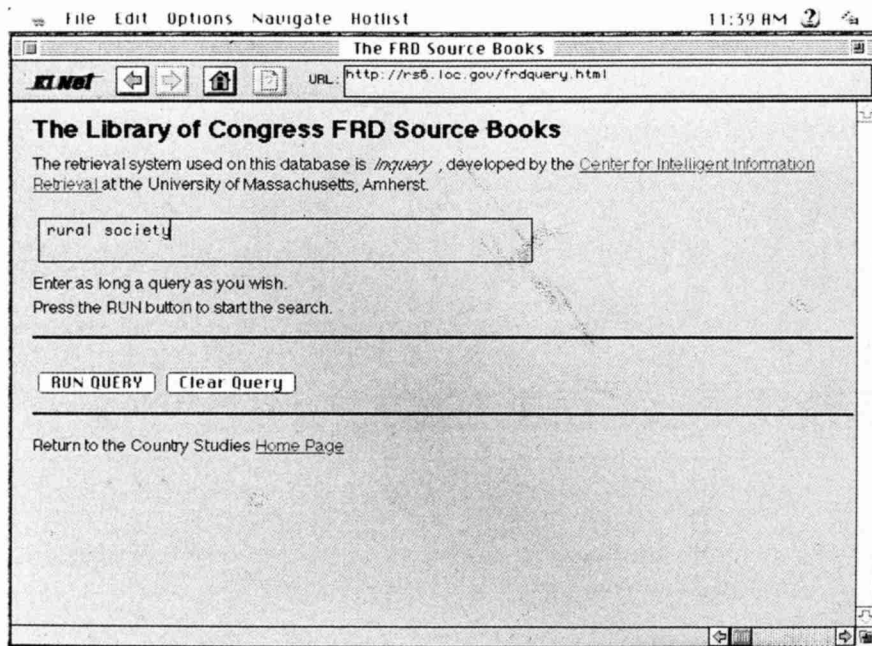 File Edit Options Navigate Hotlist 11:39 AM
The FRD Source Books
EINet URL: http://rs6.loc.gov/frdquery.html
The Library of Congress FRD Source Books
The retrieval system used on this database is Inquery , developed by the Center for Intelligent Information
Retrieval at the University of Massachusetts, Amherst.
rural society
Enter as long a query as you wish.
Press the RUN button to start the search.
RUN QUERY Clear Query
Return to the Country Studies Home Page